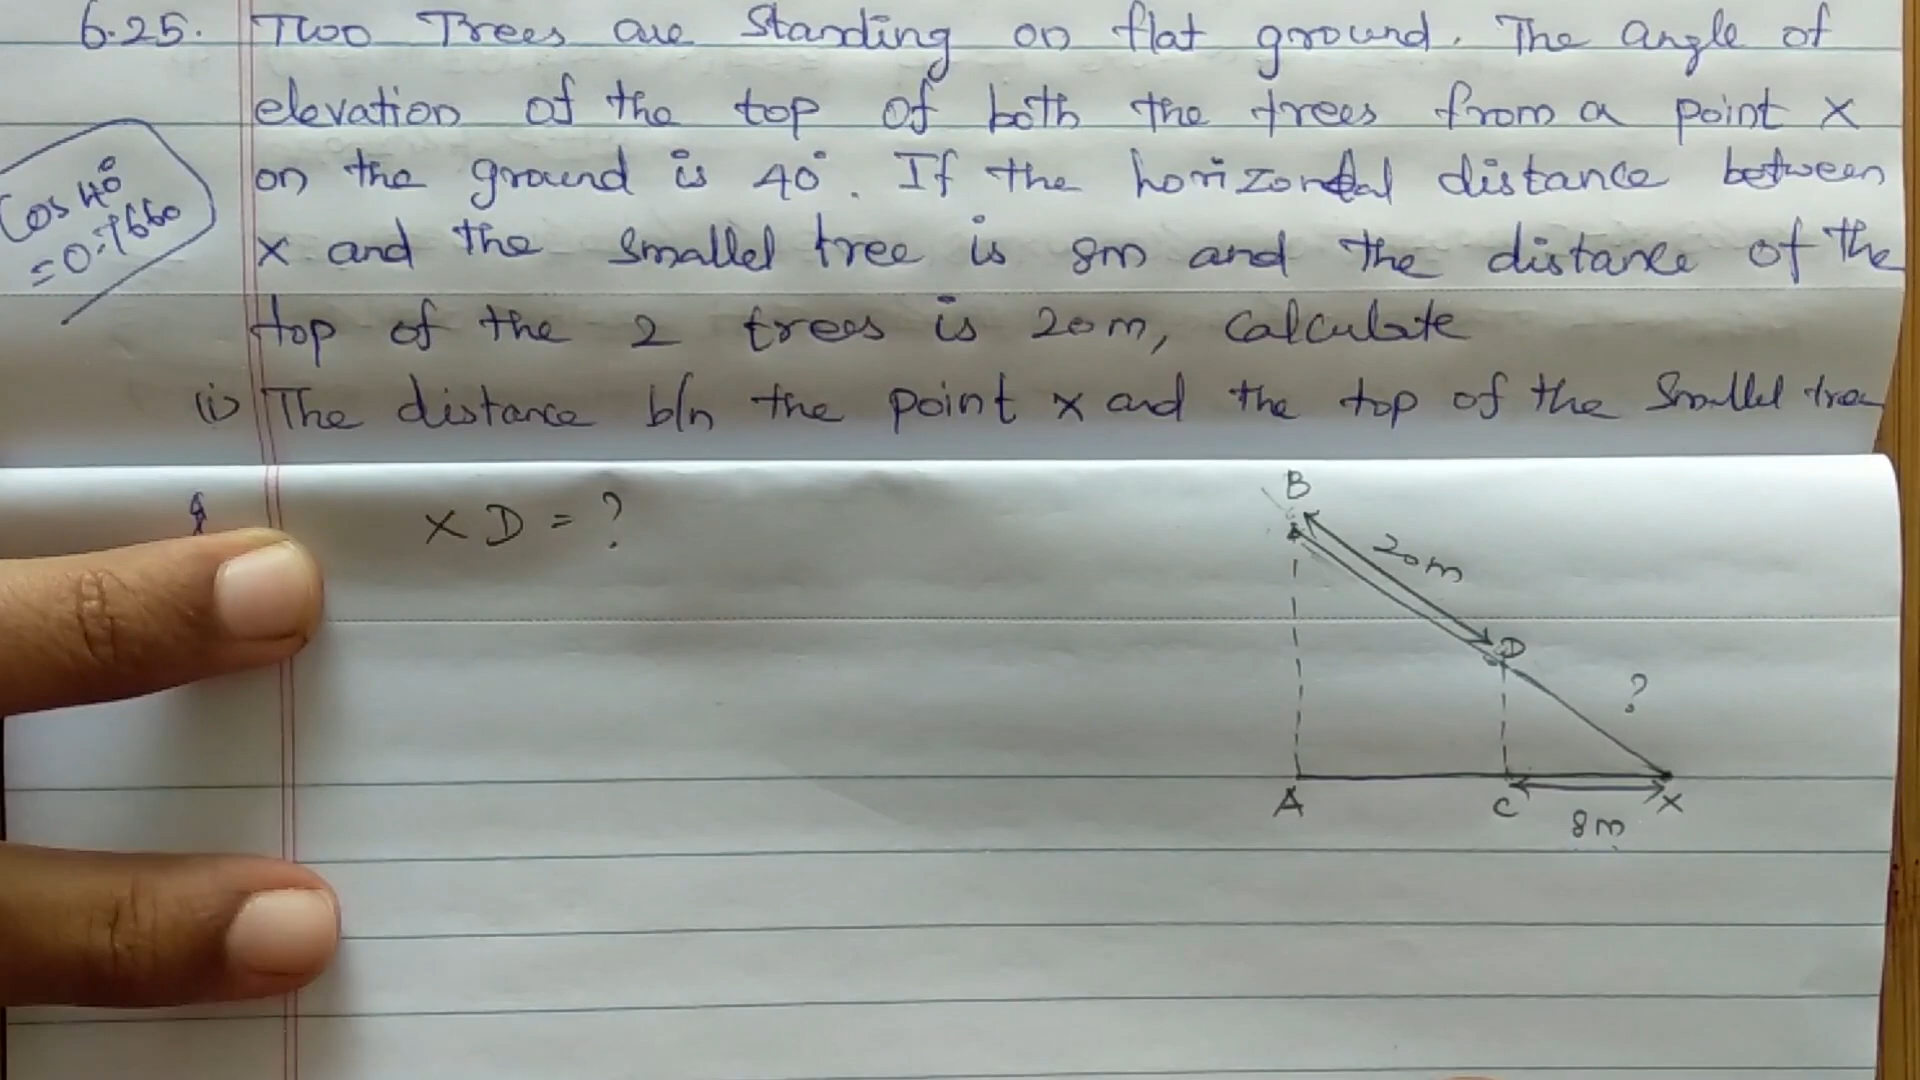 6.25. Two Trees are standing on flat ground. The angle of
elevation of the top of both the trees from a point X
on the ground is 40°. If the horizontal distance between
X and the smaller tree is 8m and the distance of the
top of the 2 trees is 20m, calculate
(i) The distance b/n the point X and the top of the smaller tree
Cos 40°
= 0.7660
XD = ?
B
20m
D
?
A C X
8m